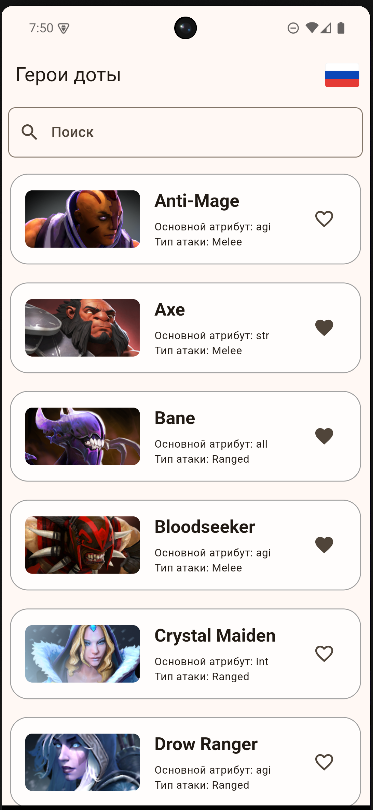 7:50
Герои доты
Поиск
Anti-Mage
Основной атрибут: agi
Тип атаки: Melee
Axe
Основной атрибут: str
Тип атаки: Melee
Bane
Основной атрибут: all
Тип атаки: Ranged
Bloodseeker
Основной атрибут: agi
Тип атаки: Melee
Crystal Maiden
Основной атрибут: int
Тип атаки: Ranged
Drow Ranger
Основной атрибут: agi
Тип атаки: Ranged